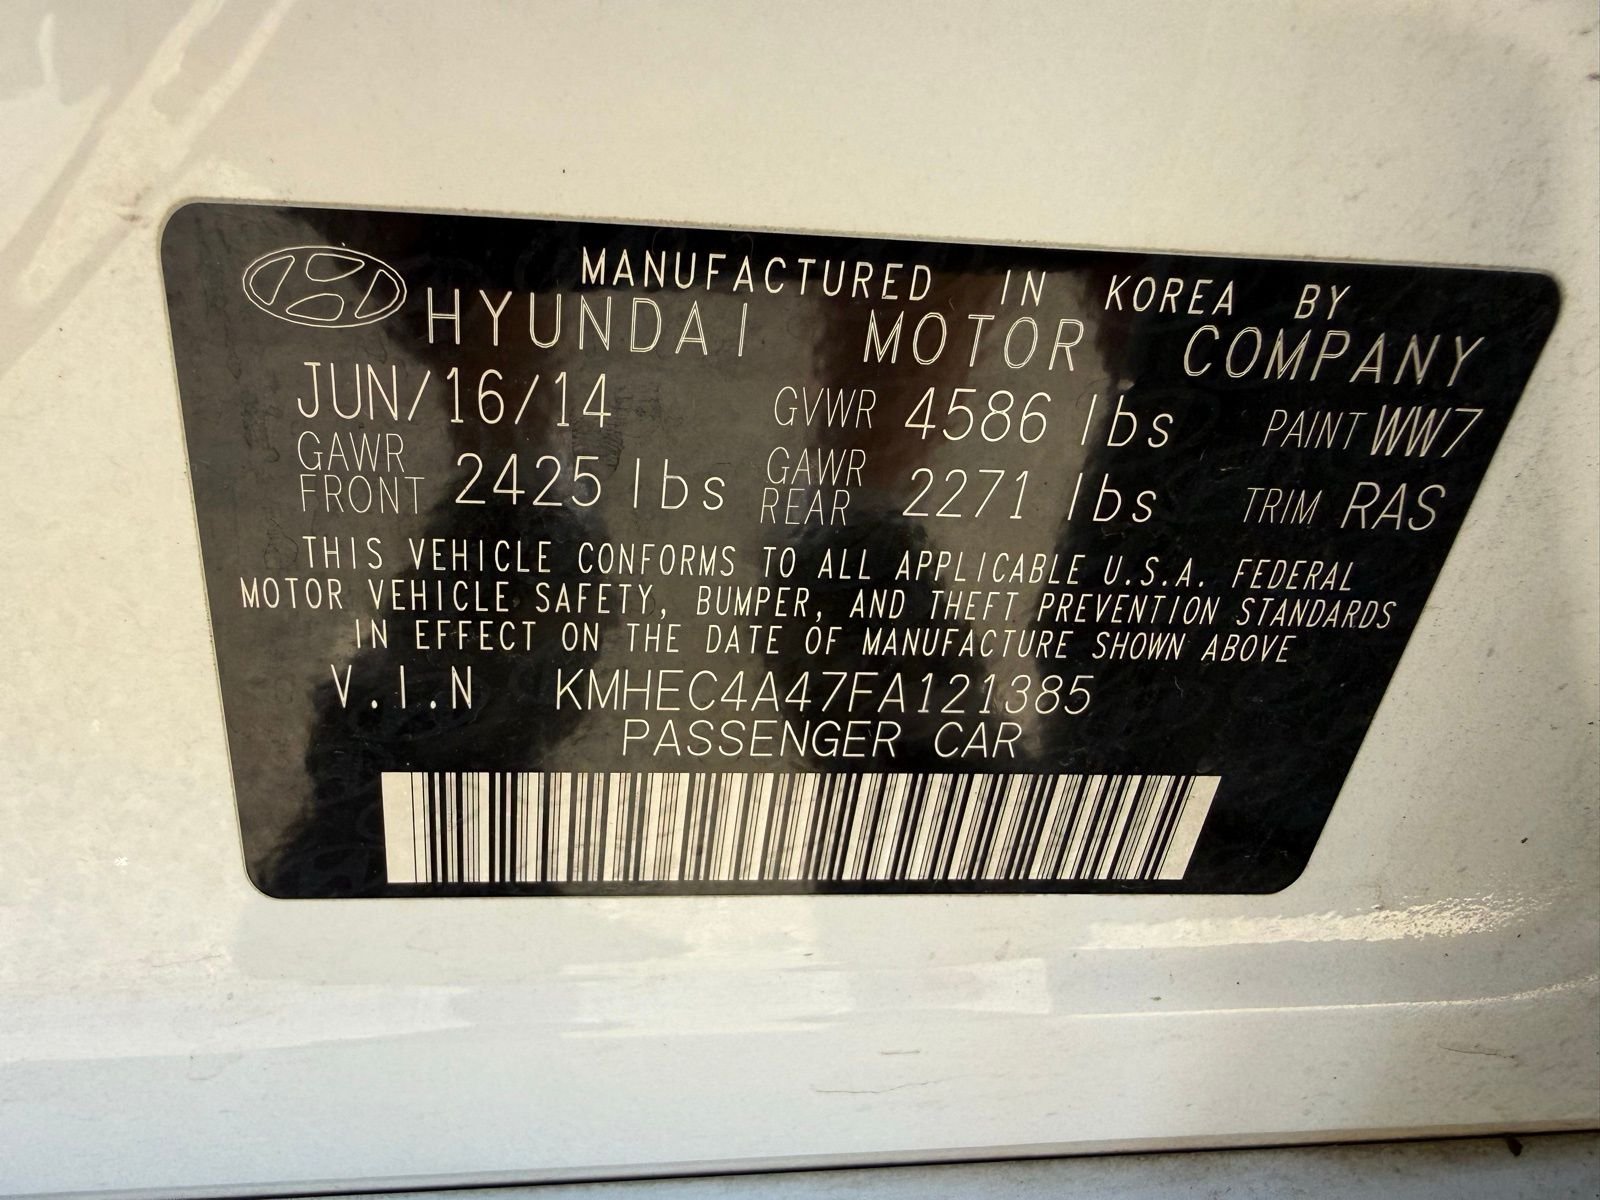 MANUFACTURED IN KOREA BY
HYUNDAI MOTOR COMPANY
JUN/16/14 GVWR 4586 lbs PAINT WW7
GAWR FRONT 2425 lbs GAWR REAR 2271 lbs TRIM RAS
THIS VEHICLE CONFORMS TO ALL APPLICABLE U.S.A. FEDERAL
MOTOR VEHICLE SAFETY, BUMPER, AND THEFT PREVENTION STANDARDS
IN EFFECT ON THE DATE OF MANUFACTURE SHOWN ABOVE
V.I.N KMHEC4A47FA121385
PASSENGER CAR